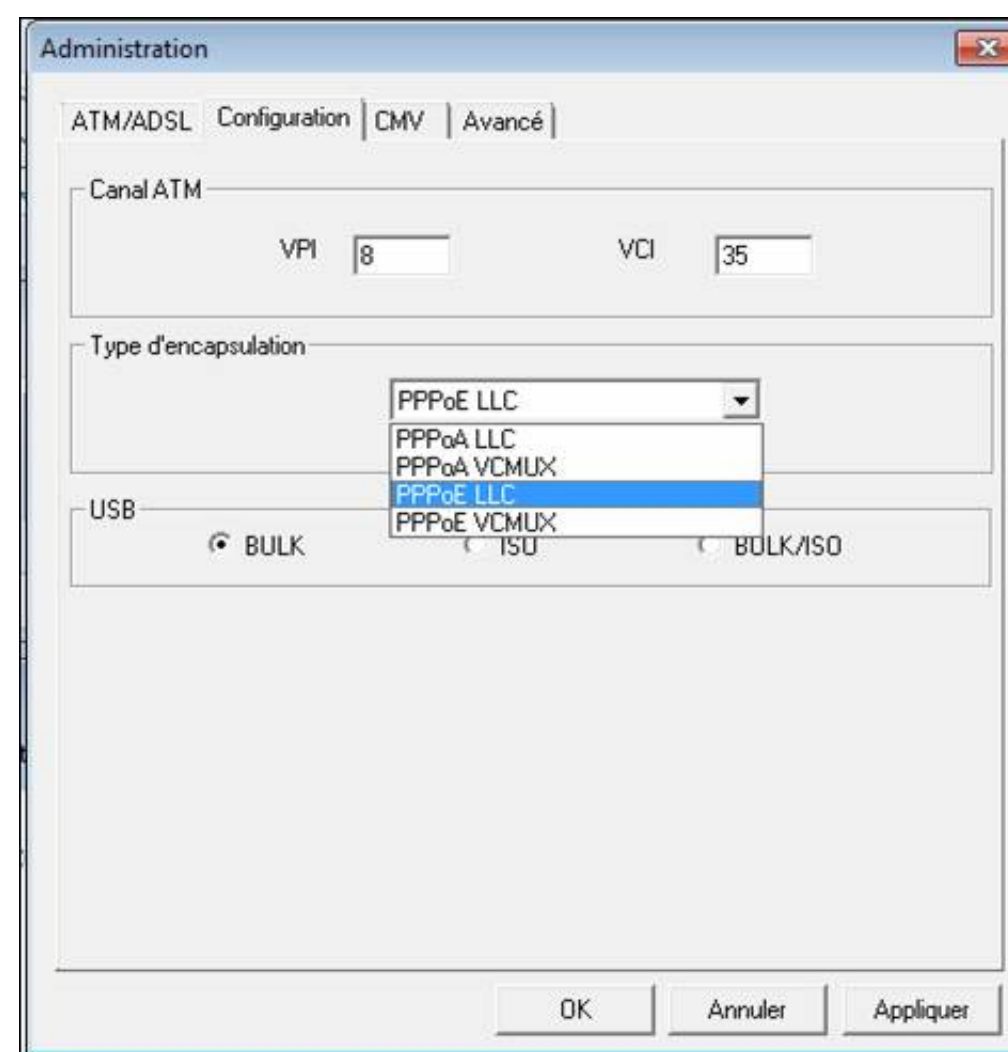 Administration
ATM/ADSL Configuration CMV Avancé
Canal ATM
VPI 8 VCI 35
Type d'encapsulation
PPPoE LLC
PPPoA LLC
PPPoA VCMUX
PPPoE LLC
PPPoE VCMUX
USB
BULK ISO BULK/ISO
OK Annuler Appliquer